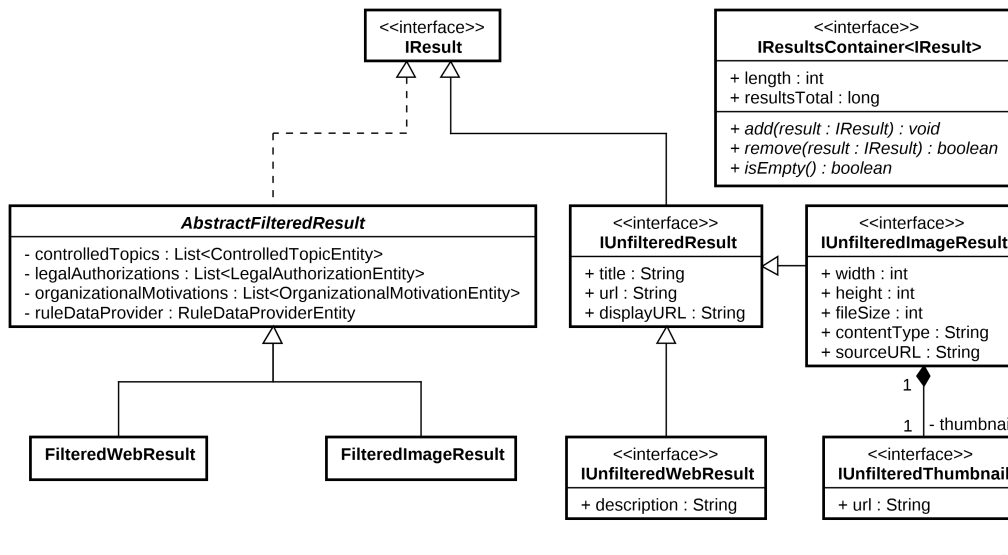 <<interface>>
IResult
<<interface>>
IResultsContainer<IResult>
+ length : int
+ resultsTotal : long
+ add(result : IResult) : void
+ remove(result : IResult) : boolean
+ isEmpty() : boolean
AbstractFilteredResult
- controlledTopics : List<ControlledTopicEntity>
- legalAuthorizations : List<LegalAuthorizationEntity>
- organizationalMotivations : List<OrganizationalMotivationEntity>
- ruleDataProvider : RuleDataProviderEntity
<<interface>>
IUnfilteredResult
+ title : String
+ url : String
+ displayURL : String
<<interface>>
IUnfilteredImageResult
+ width : int
+ height : int
+ fileSize : int
+ contentType : String
+ sourceURL : String
1
1
- thumbnai
FilteredWebResult
FilteredImageResult
<<interface>>
IUnfilteredWebResult
+ description : String
<<interface>>
IUnfilteredThumbnail
+ url : String